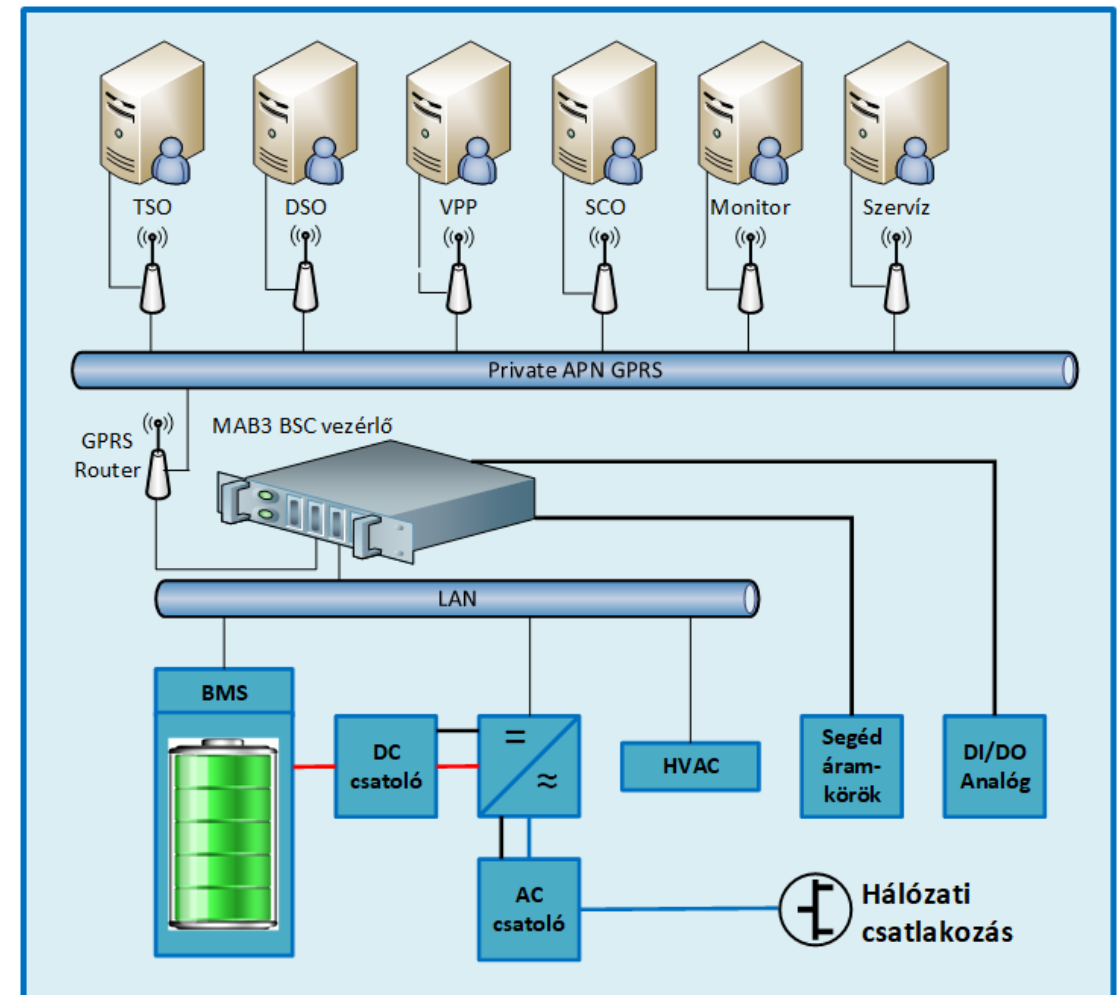 TSO
DSO
VPP
SCO
Monitor
Szervíz
Private APN GPRS
MAB3 BSC vezérlő
GPRS
Router
LAN
BMS
DC
csatoló
=
≈
HVAC
Segéd
áram-
körök
DI/DO
Analóg
AC
csatoló
Hálózati
csatlakozás